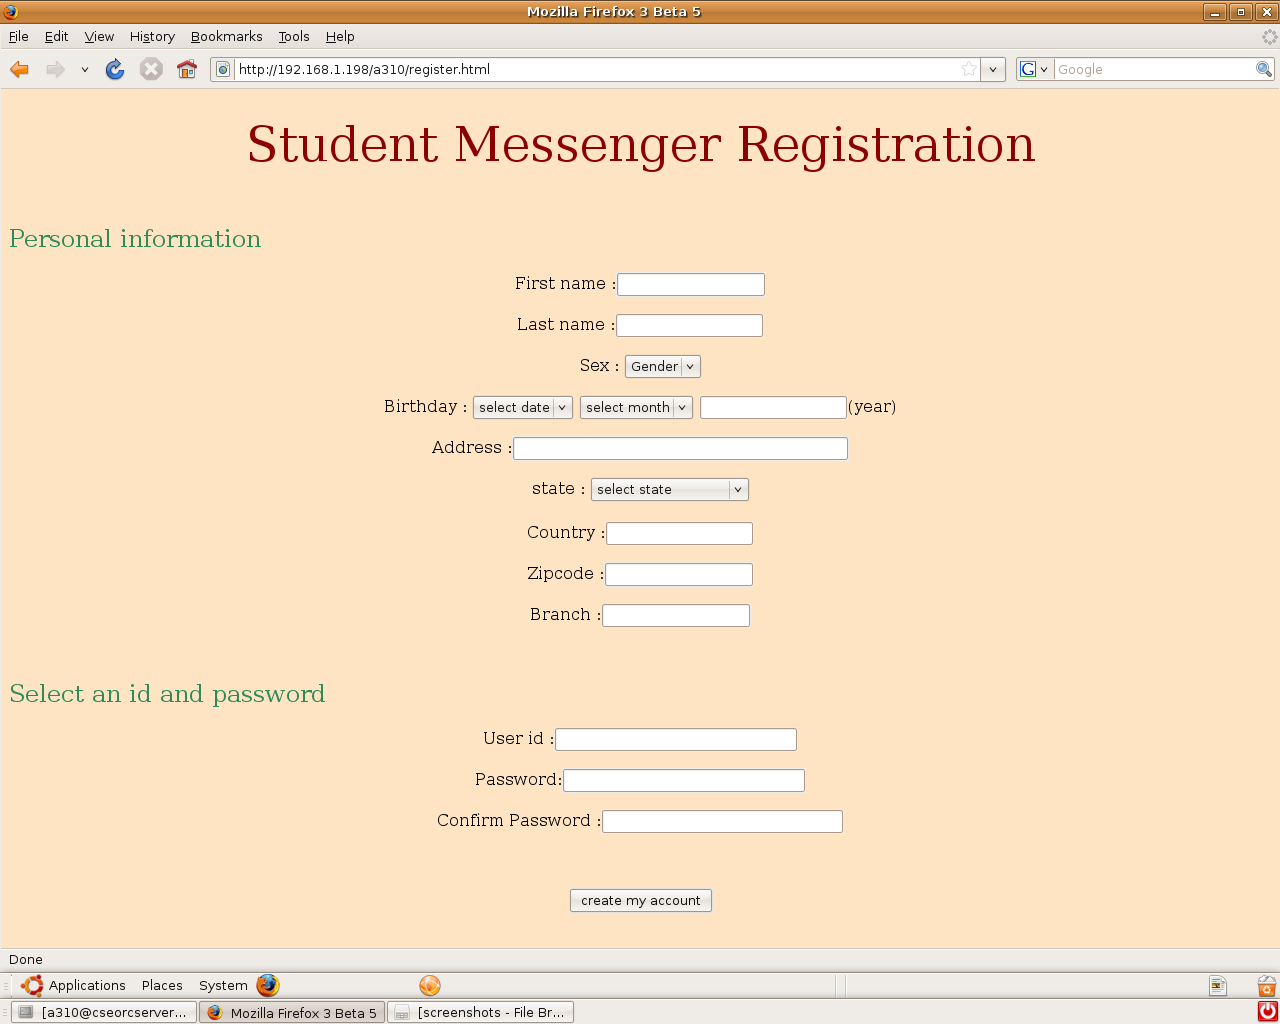 Mozilla Firefox 3 Beta 5
File Edit View History Bookmarks Tools Help
http://192.168.1.198/a310/register.html
G Google
Student Messenger Registration
Personal information
First name :
Last name :
Sex : Gender
Birthday : select date select month (year)
Address :
state : select state
Country :
Zipcode :
Branch :
Select an id and password
User id :
Password:
Confirm Password :
create my account
Done
Applications Places System
[a310@cseorcserver... Mozilla Firefox 3 Beta 5 [screenshots - File Br...